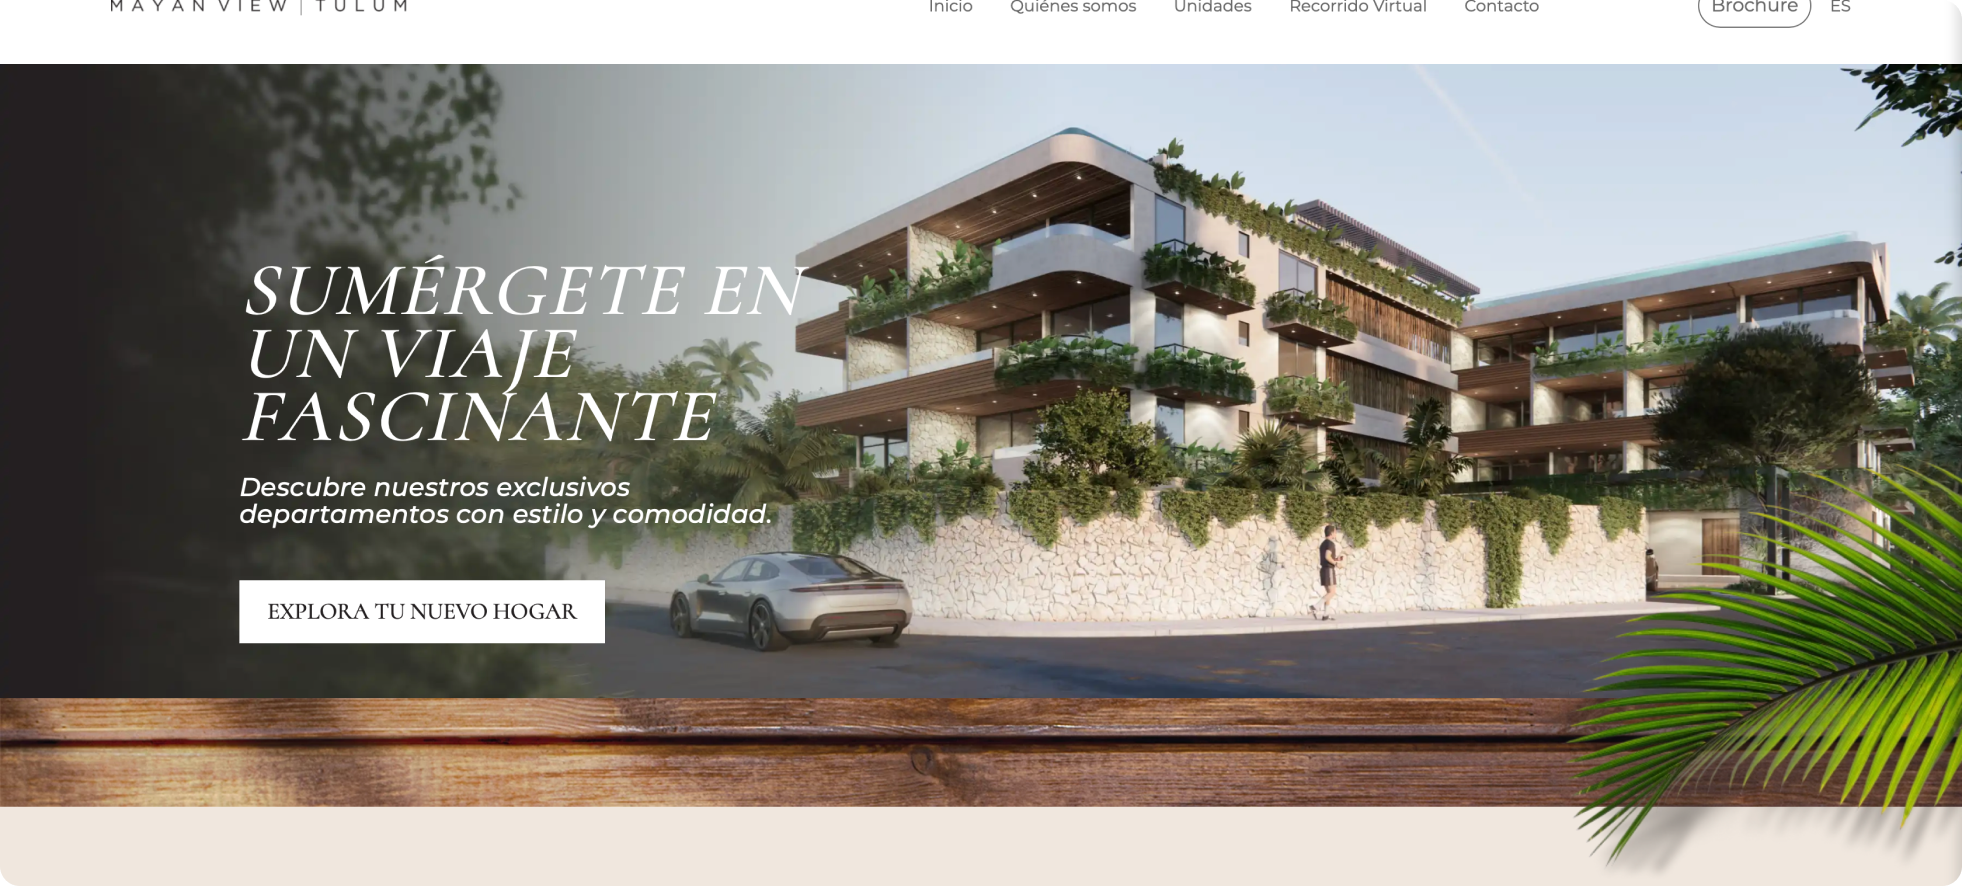 MAYAN VIEW | TULUM
Inicio Quiénes somos Unidades Recorrido Virtual Contacto Brochure ES
SUMÉRGETE EN
UN VIAJE
FASCINANTE
Descubre nuestros exclusivos
departamentos con estilo y comodidad.
EXPLORA TU NUEVO HOGAR